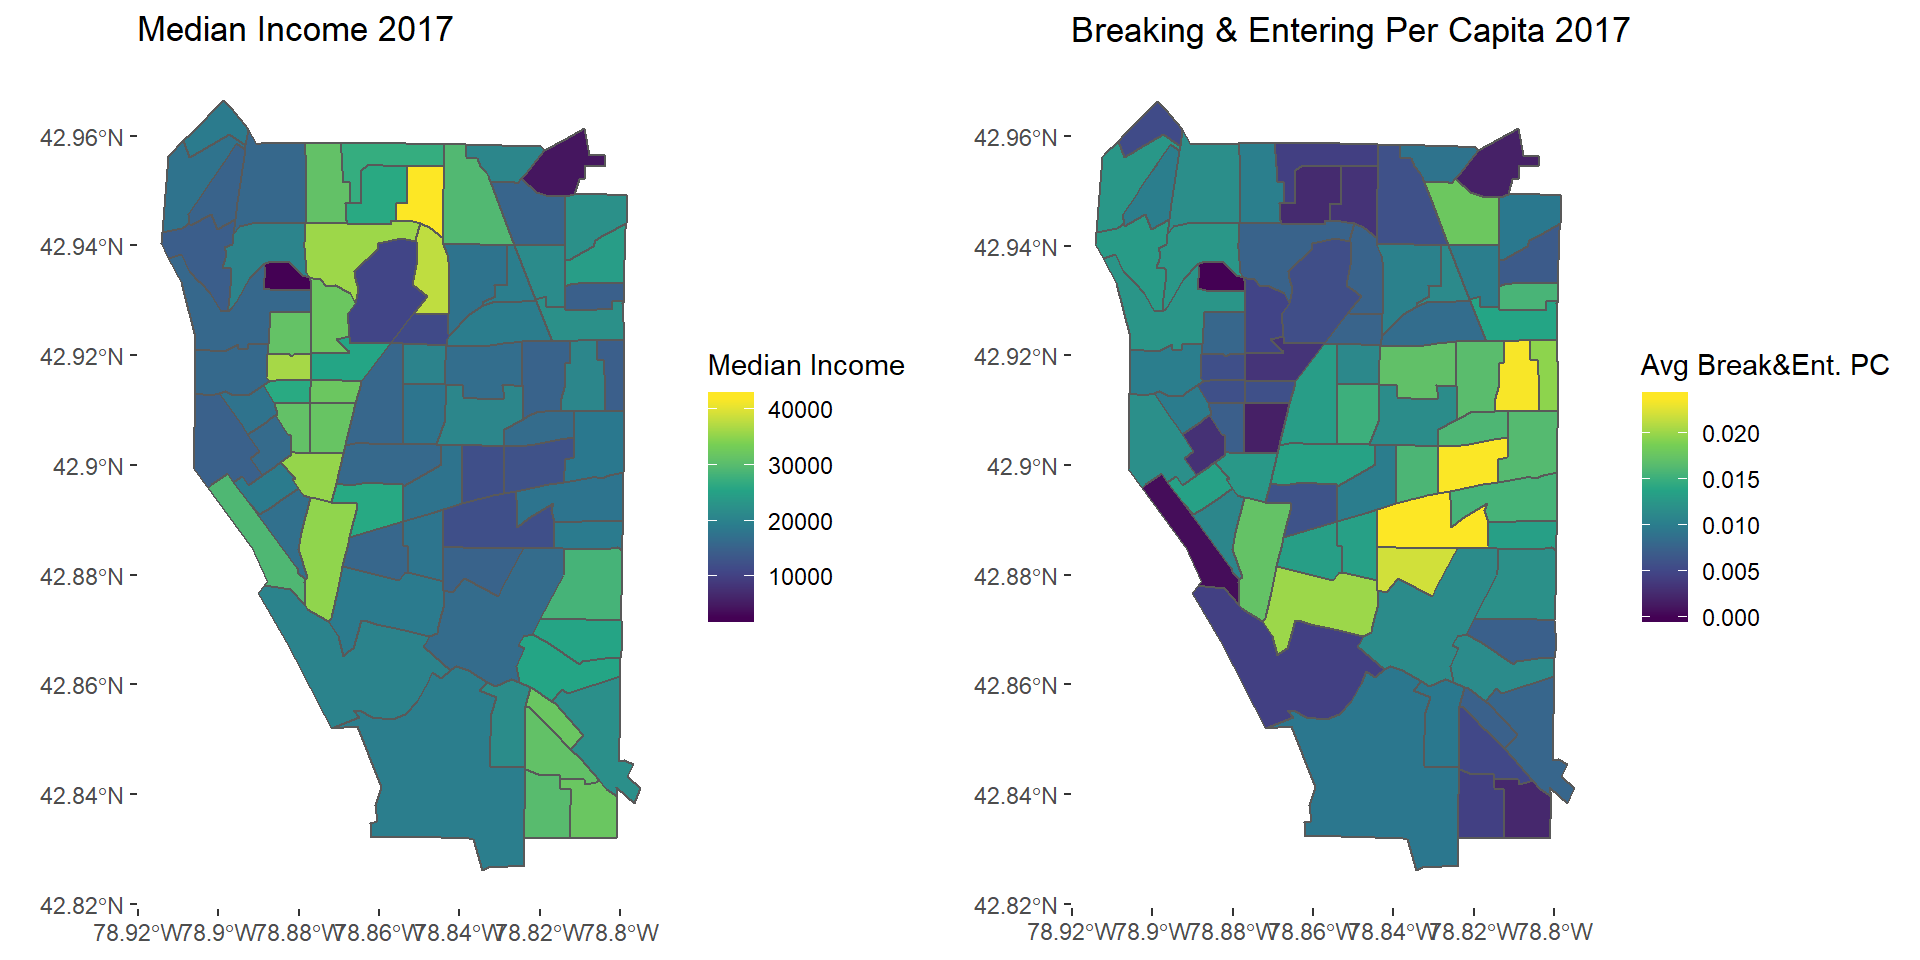 Median Income 2017
42.96°N
42.94°N
42.92°N
42.9°N
42.88°N
42.86°N
42.84°N
42.82°N
78.92°W
78.9°W
78.88°W
78.86°W
78.84°W
78.82°W
78.8°W
Median Income
40000
30000
20000
10000
Breaking & Entering Per Capita 2017
42.96°N
42.94°N
42.92°N
42.9°N
42.88°N
42.86°N
42.84°N
42.82°N
78.92°W
78.9°W
78.88°W
78.86°W
78.84°W
78.82°W
78.8°W
Avg Break&Ent. PC
0.020
0.015
0.010
0.005
0.000